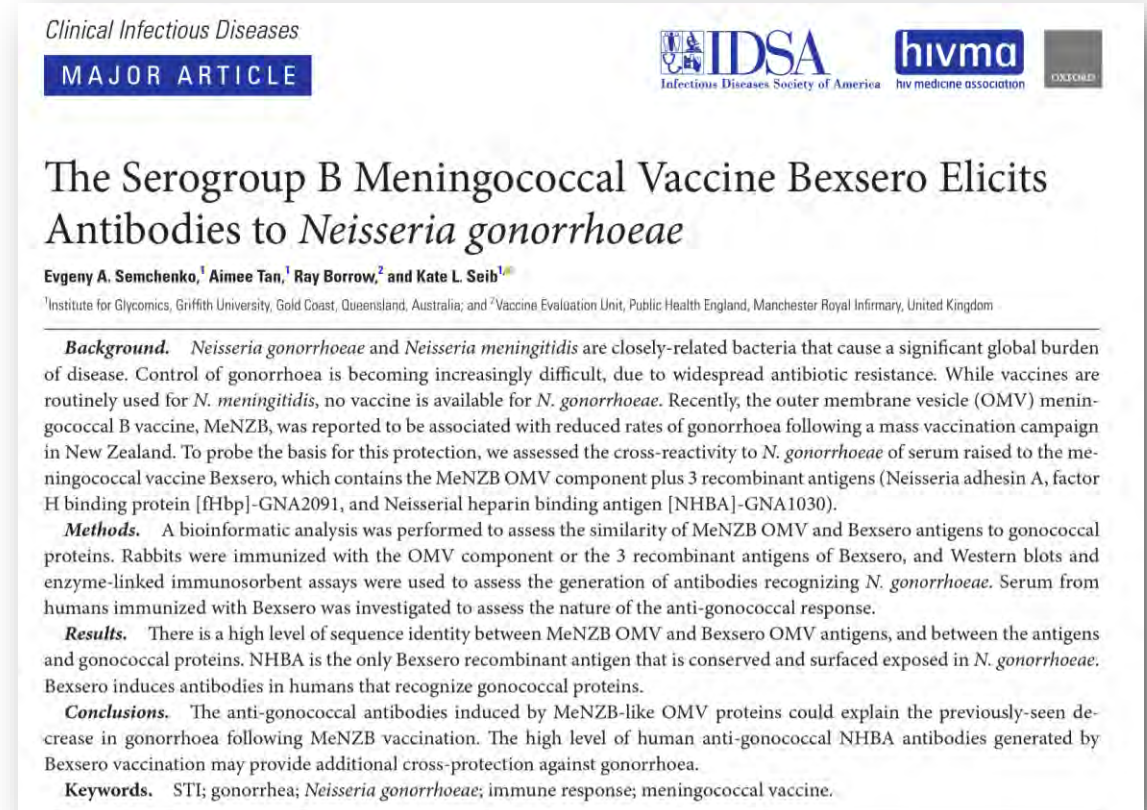 Clinical Infectious Diseases
MAJOR ARTICLE
IDSA
Infectious Diseases Society of America
hivma
hiv medicine association
OXFORD
The Serogroup B Meningococcal Vaccine Bexsero Elicits
Antibodies to Neisseria gonorrhoeae
Evgeny A. Semchenko,1 Aimee Tan,1 Ray Borrow,2 and Kate L. Seib1,
1Institute for Glycomics, Griffith University, Gold Coast, Queensland, Australia; and 2Vaccine Evaluation Unit, Public Health England, Manchester Royal Infirmary, United Kingdom
Background. Neisseria gonorrhoeae and Neisseria meningitidis are closely-related bacteria that cause a significant global burden
of disease. Control of gonorrhoea is becoming increasingly difficult, due to widespread antibiotic resistance. While vaccines are
routinely used for N. meningitidis, no vaccine is available for N. gonorrhoeae. Recently, the outer membrane vesicle (OMV) menin-
gococcal B vaccine, MeNZB, was reported to be associated with reduced rates of gonorrhoea following a mass vaccination campaign
in New Zealand. To probe the basis for this protection, we assessed the cross-reactivity to N. gonorrhoeae of serum raised to the me-
ningococcal vaccine Bexsero, which contains the MeNZB OMV component plus 3 recombinant antigens (Neisseria adhesin A, factor
H binding protein [fHbp]-GNA2091, and Neisserial heparin binding antigen [NHBA]-GNA1030).
Methods. A bioinformatic analysis was performed to assess the similarity of MeNZB OMV and Bexsero antigens to gonococcal
proteins. Rabbits were immunized with the OMV component or the 3 recombinant antigens of Bexsero, and Western blots and
enzyme-linked immunosorbent assays were used to assess the generation of antibodies recognizing N. gonorrhoeae. Serum from
humans immunized with Bexsero was investigated to assess the nature of the anti-gonococcal response.
Results. There is a high level of sequence identity between MeNZB OMV and Bexsero OMV antigens, and between the antigens
and gonococcal proteins. NHBA is the only Bexsero recombinant antigen that is conserved and surfaced exposed in N. gonorrhoeae.
Bexsero induces antibodies in humans that recognize gonococcal proteins.
Conclusions. The anti-gonococcal antibodies induced by MeNZB-like OMV proteins could explain the previously-seen de-
crease in gonorrhoea following MeNZB vaccination. The high level of human anti-gonococcal NHBA antibodies generated by
Bexsero vaccination may provide additional cross-protection against gonorrhoea.
Keywords. STI; gonorrhea; Neisseria gonorrhoeae; immune response; meningococcal vaccine.